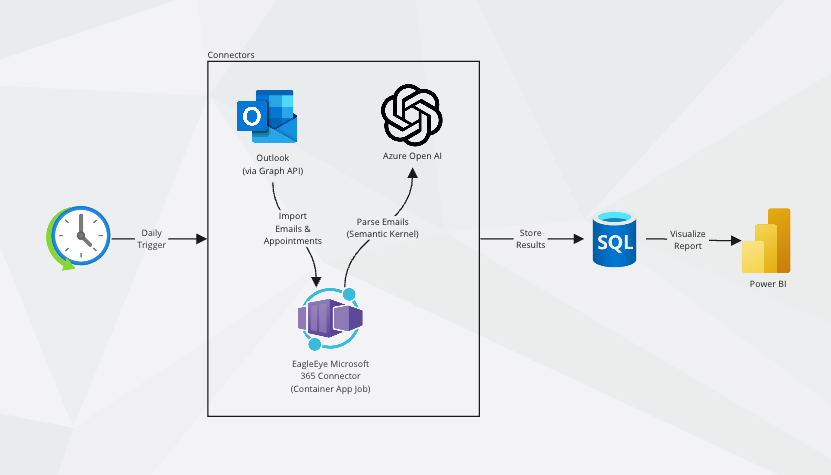 Connectors
O
Outlook
(via Graph API)
Azure Open AI
Import
Emails &
Appointments
Parse Emails
(Semantic Kernel)
Daily
Trigger
EagleEye Microsoft
365 Connector
(Container App Job)
Store
Results
SQL
Visualize
Report
Power BI